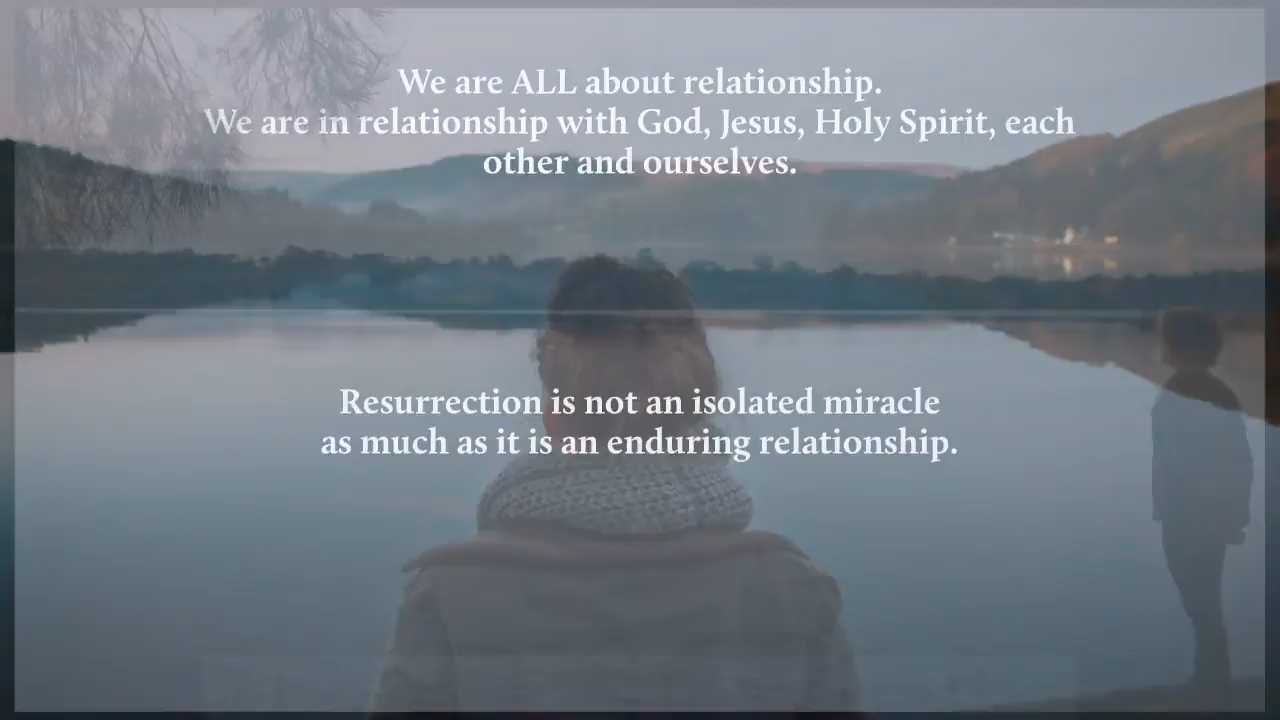 We are ALL about relationship.
We are in relationship with God, Jesus, Holy Spirit, each
other and ourselves.
Resurrection is not an isolated miracle
as much as it is an enduring relationship.